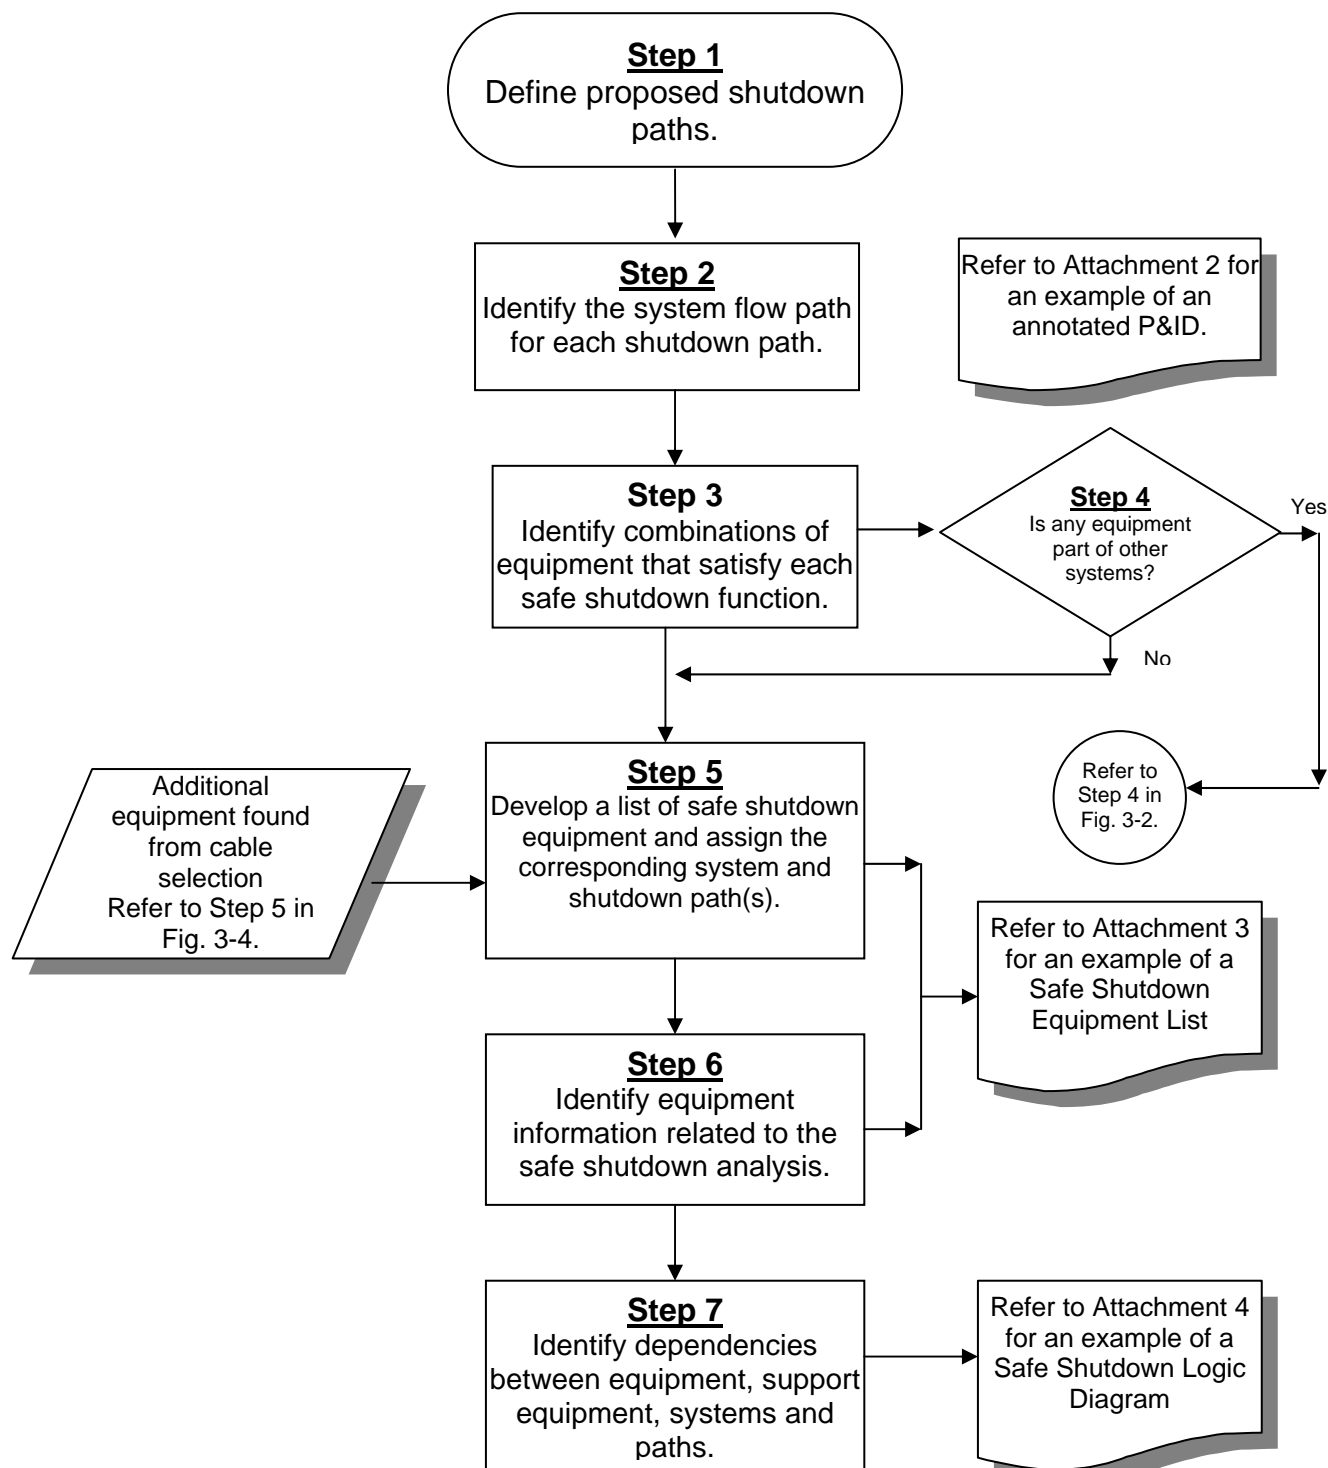 Step 1
Define proposed shutdown
paths.
Step 2
Identify the system flow path
for each shutdown path.
Refer to Attachment 2 for
an example of an
annotated P&ID.
Step 3
Identify combinations of
equipment that satisfy each
safe shutdown function.
Step 4
Is any equipment
part of other
systems?
Yes
No
Refer to
Step 4 in
Fig. 3-2.
Additional
equipment found
from cable
selection
Refer to Step 5 in
Fig. 3-4.
Step 5
Develop a list of safe shutdown
equipment and assign the
corresponding system and
shutdown path(s).
Refer to Attachment 3
for an example of a
Safe Shutdown
Equipment List
Step 6
Identify equipment
information related to the
safe shutdown analysis.
Step 7
Identify dependencies
between equipment, support
equipment, systems and
paths.
Refer to Attachment 4
for an example of a
Safe Shutdown Logic
Diagram